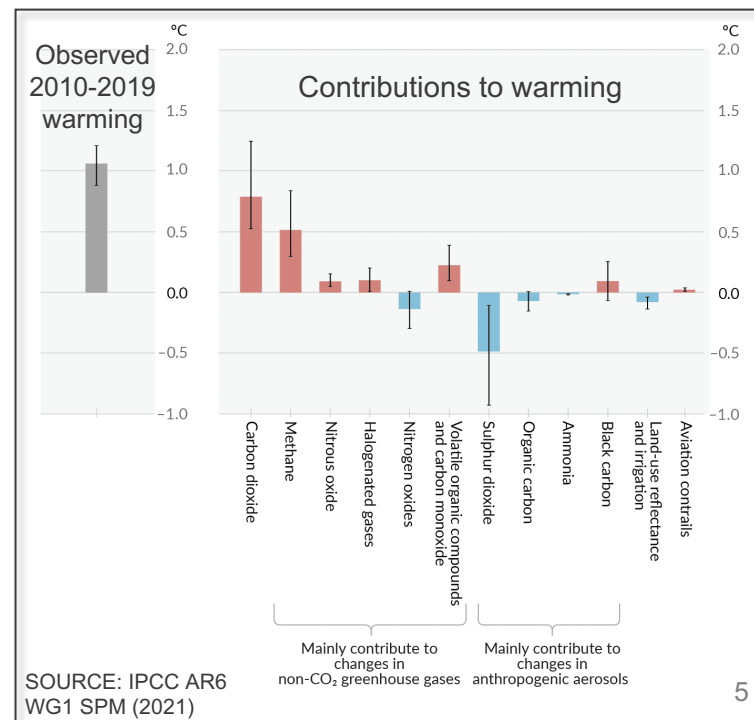 °C
2.0
1.5
1.0
0.5
0.0
−0.5
−1.0
Observed
2010-2019
warming
Contributions to warming
°C
2.0
1.5
1.0
0.5
0.0
−0.5
−1.0
Carbon dioxide
Methane
Nitrous oxide
Halogenated gases
Nitrogen oxides
Volatile organic compounds
and carbon monoxide
Sulphur dioxide
Organic carbon
Ammonia
Black carbon
Land-use reflectance
and irrigation
Aviation contrails
Mainly contribute to
changes in
non-CO₂ greenhouse gases
Mainly contribute to
changes in
anthropogenic aerosols
SOURCE: IPCC AR6
WG1 SPM (2021)
5